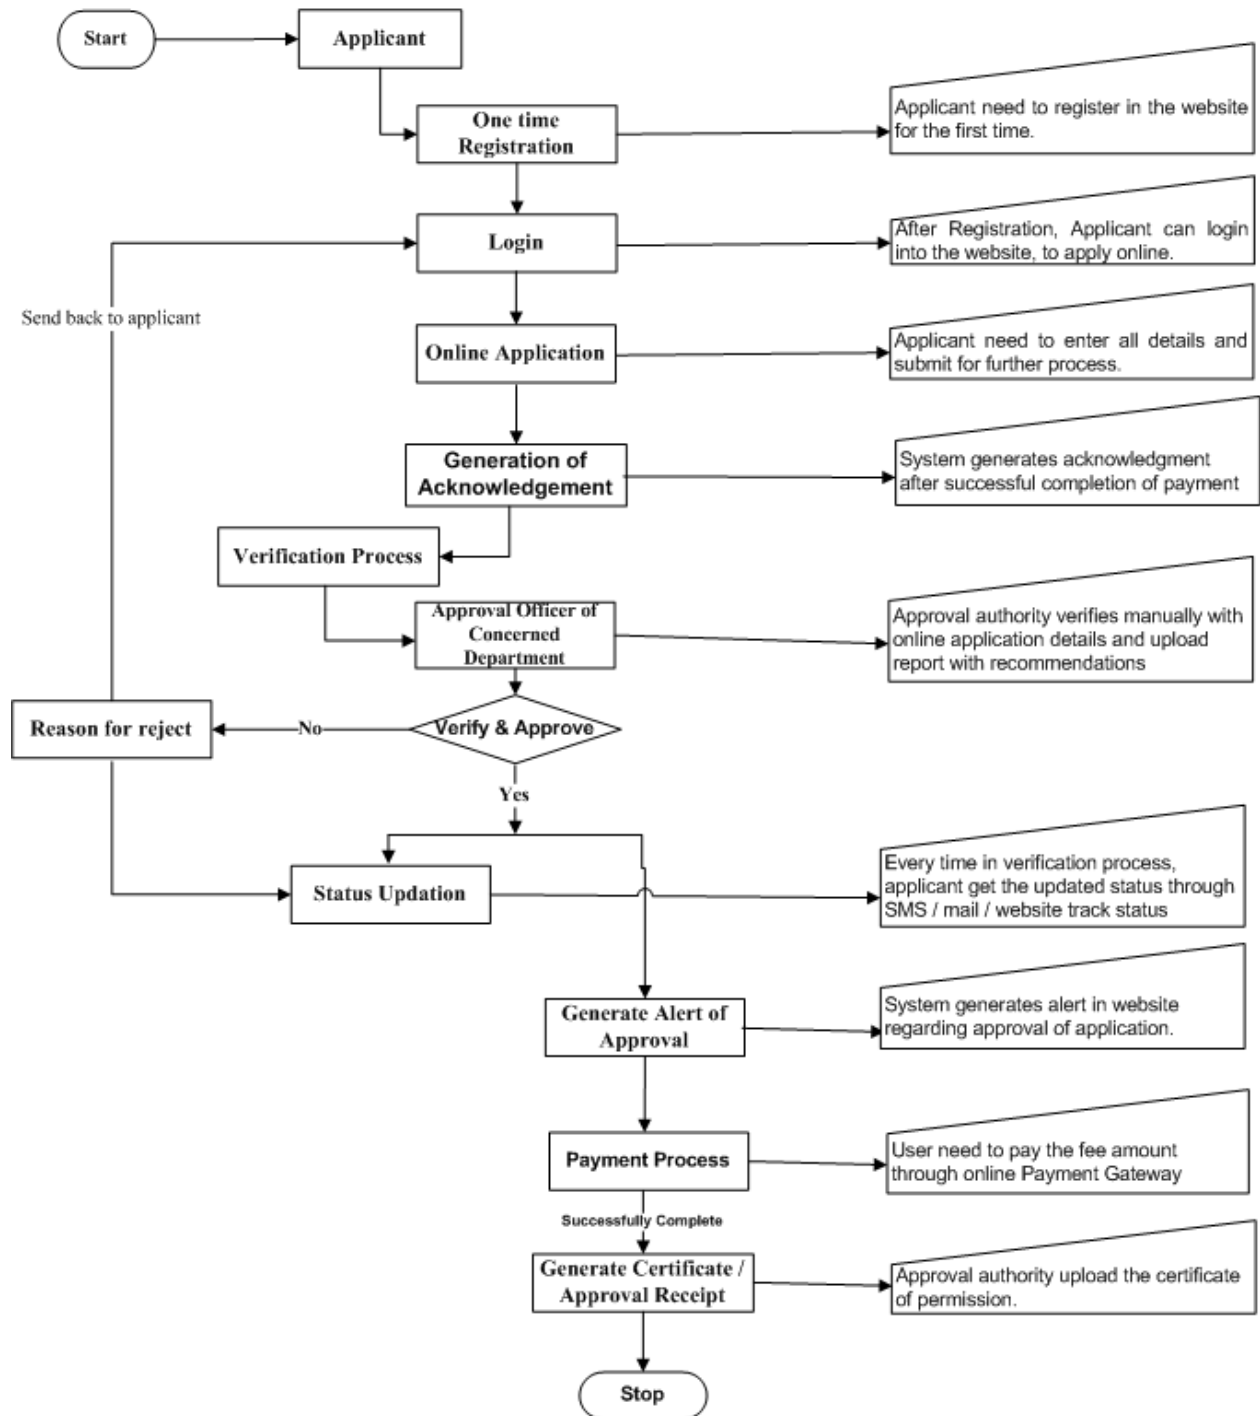 Start
Applicant
Applicant need to register in the website
for the first time.
One time
Registration
After Registration, Applicant can login
into the website, to apply online.
Login
Send back to applicant
Applicant need to enter all details and
submit for further process.
Online Application
Generation of
Acknowledgement
System generates acknowledgment
after successful completion of payment
Verification Process
Approval Officer of
Concerned
Department
Approval authority verifies manually with
online application details and upload
report with recommendations
Reason for reject
No
Verify & Approve
Yes
Status Updation
Every time in verification process,
applicant get the updated status through
SMS / mail / website track status
Generate Alert of
Approval
System generates alert in website
regarding approval of application.
Payment Process
User need to pay the fee amount
through online Payment Gateway
Successfully Complete
Generate Certificate /
Approval Receipt
Approval authority upload the certificate
of permission.
Stop